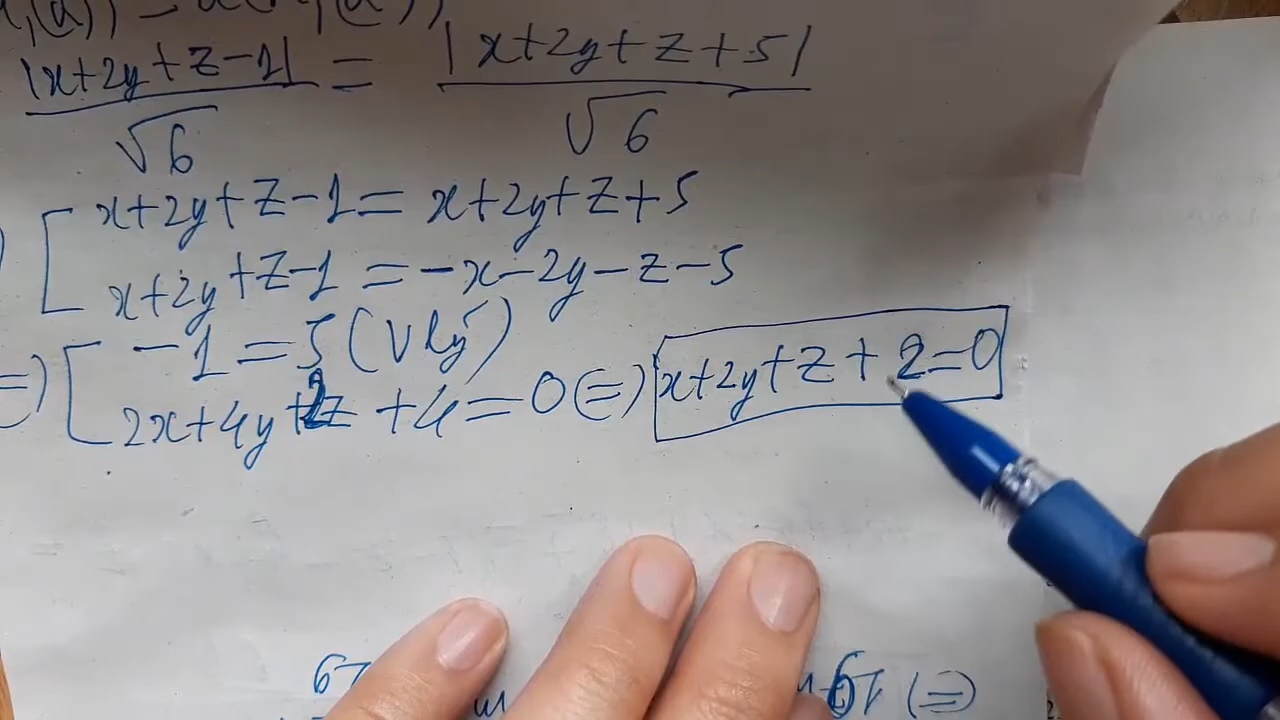 |x+2y+z-1|/√6 = |x+2y+z+5|/√6
[ x+2y+z-1 = x+2y+z+5
x+2y+z-1 = -x-2y-z-5
=) [ -1 = 5 (Vlý)
2x+4y+2z+4=0 (=) x+2y+z+2=0